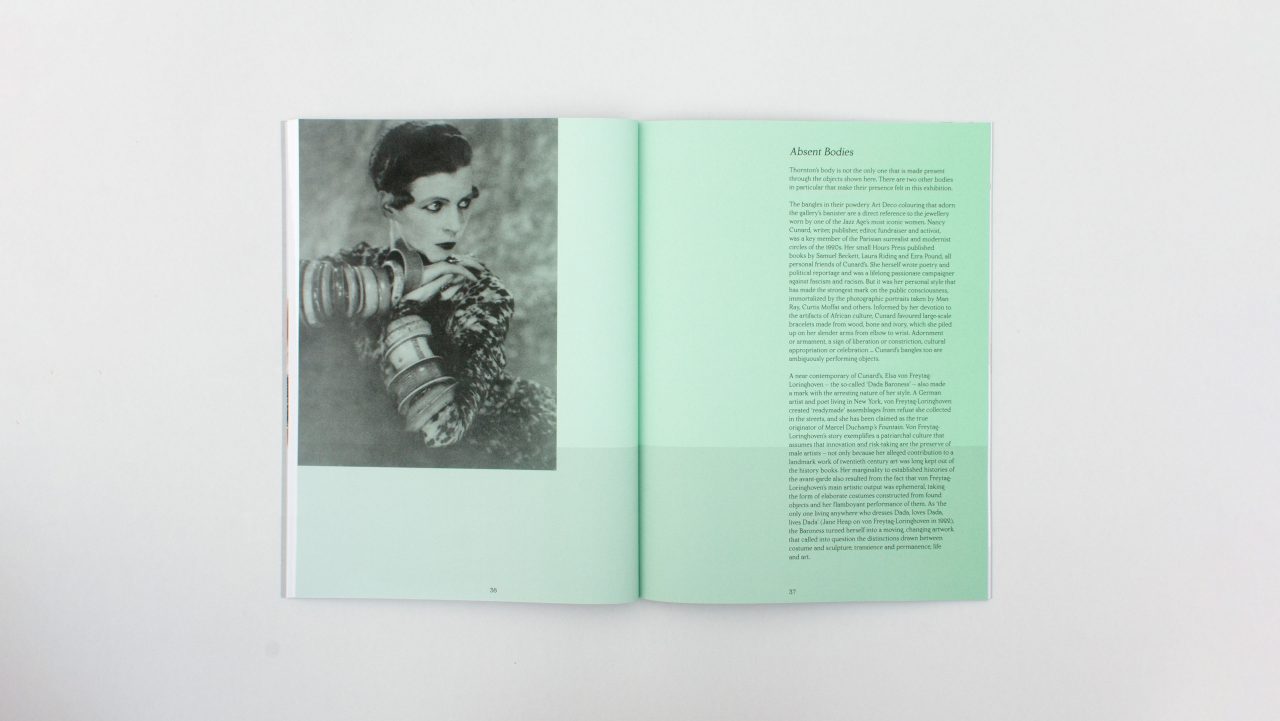 Absent Bodies
Thornton's body is not the only one that is made present
through the objects shown here. There are two other bodies
in particular that make their presence felt in this exhibition.
The bangles in their powdery Art Deco colouring that adorn
the gallery's banister are a direct reference to the jewellery
worn by one of the Jazz Age's most iconic women. Nancy
Cunard, writer, publisher, editor, fundraiser and activist,
was a key member of the Parisian surrealist and modernist
circles of the 1920s. Her small Hours Press published
books by Samuel Beckett, Laura Riding and Ezra Pound, all
personal friends of Cunard's. She herself wrote poetry and
political reportage and was a lifelong passionate campaigner
against fascism and racism. But it was her personal style that
has made the strongest mark on the public consciousness,
immortalized by the photographic portraits taken by Man
Ray, Curtis Moffat and others. Informed by her devotion to
the artifacts of African culture, Cunard favoured large-scale
bracelets made from wood, bone and ivory, which she piled
up on her slender arms from elbow to wrist. Adornment
or armament, a sign of liberation or constriction, cultural
appropriation or celebration ... Cunard's bangles too are
ambiguously performing objects.
A near contemporary of Cunard's, Elsa von Freytag-
Loringhoven – the so-called 'Dada Baroness' – also made
a mark with the arresting nature of her style. A German
artist and poet living in New York, von Freytag-Loringhoven
created 'readymade' assemblages from refuse she collected
in the streets, and she has been claimed as the true
originator of Marcel Duchamp's Fountain. Von Freytag-
Loringhoven's story exemplifies a patriarchal culture that
assumes that innovation and risk-taking are the preserve of
male artists – not only because her alleged contribution to a
landmark work of twentieth century art was long kept out of
the history books. Her marginality to established histories of
the avant-garde also resulted from the fact that von Freytag-
Loringhoven's main artistic output was ephemeral, taking
the form of elaborate costumes constructed from found
objects and her flamboyant performance of them. As 'the
only one living anywhere who dresses Dada, loves Dada,
lives Dada' (Jane Heap on von Freytag-Loringhoven in 1922),
the Baroness turned herself into a moving, changing artwork
that called into question the distinctions drawn between
costume and sculpture, transience and permanence, life
and art.
36
37